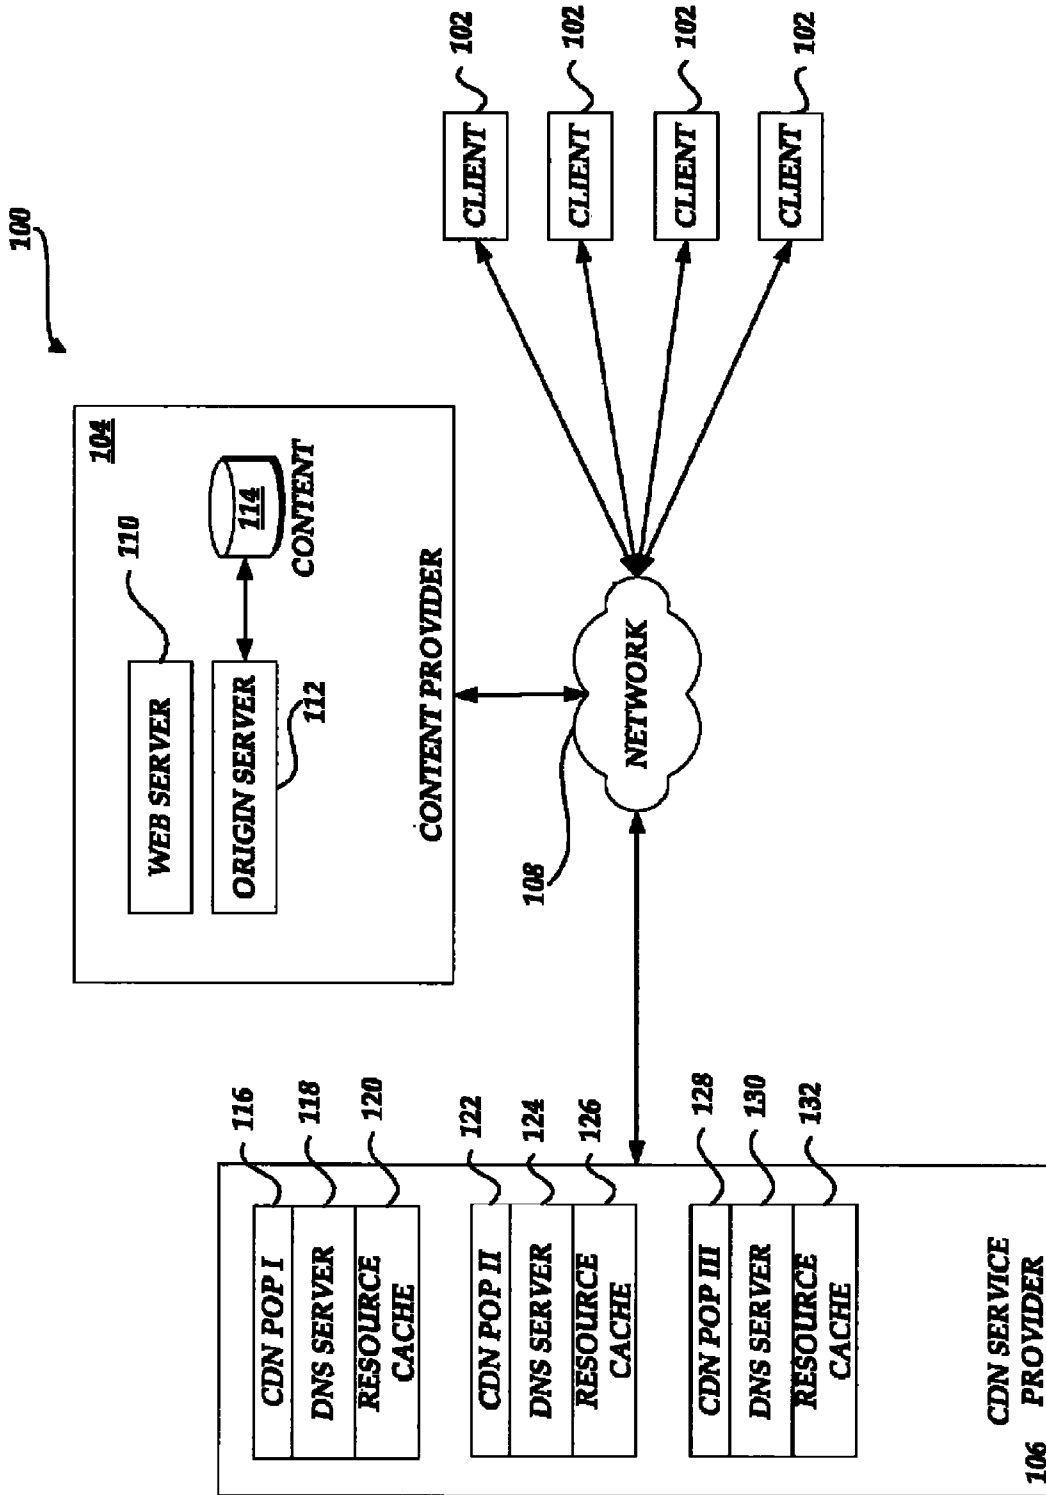 100
104
WEB SERVER
110
ORIGIN SERVER
112
114
CONTENT
CONTENT PROVIDER
CLIENT
102
CLIENT
102
CLIENT
102
CLIENT
102
NETWORK
108
CDN POP I
116
DNS SERVER
118
RESOURCE
CACHE
120
CDN POP II
122
DNS SERVER
124
RESOURCE
CACHE
126
CDN POP III
128
DNS SERVER
130
RESOURCE
CACHE
132
CDN SERVICE
PROVIDER
106